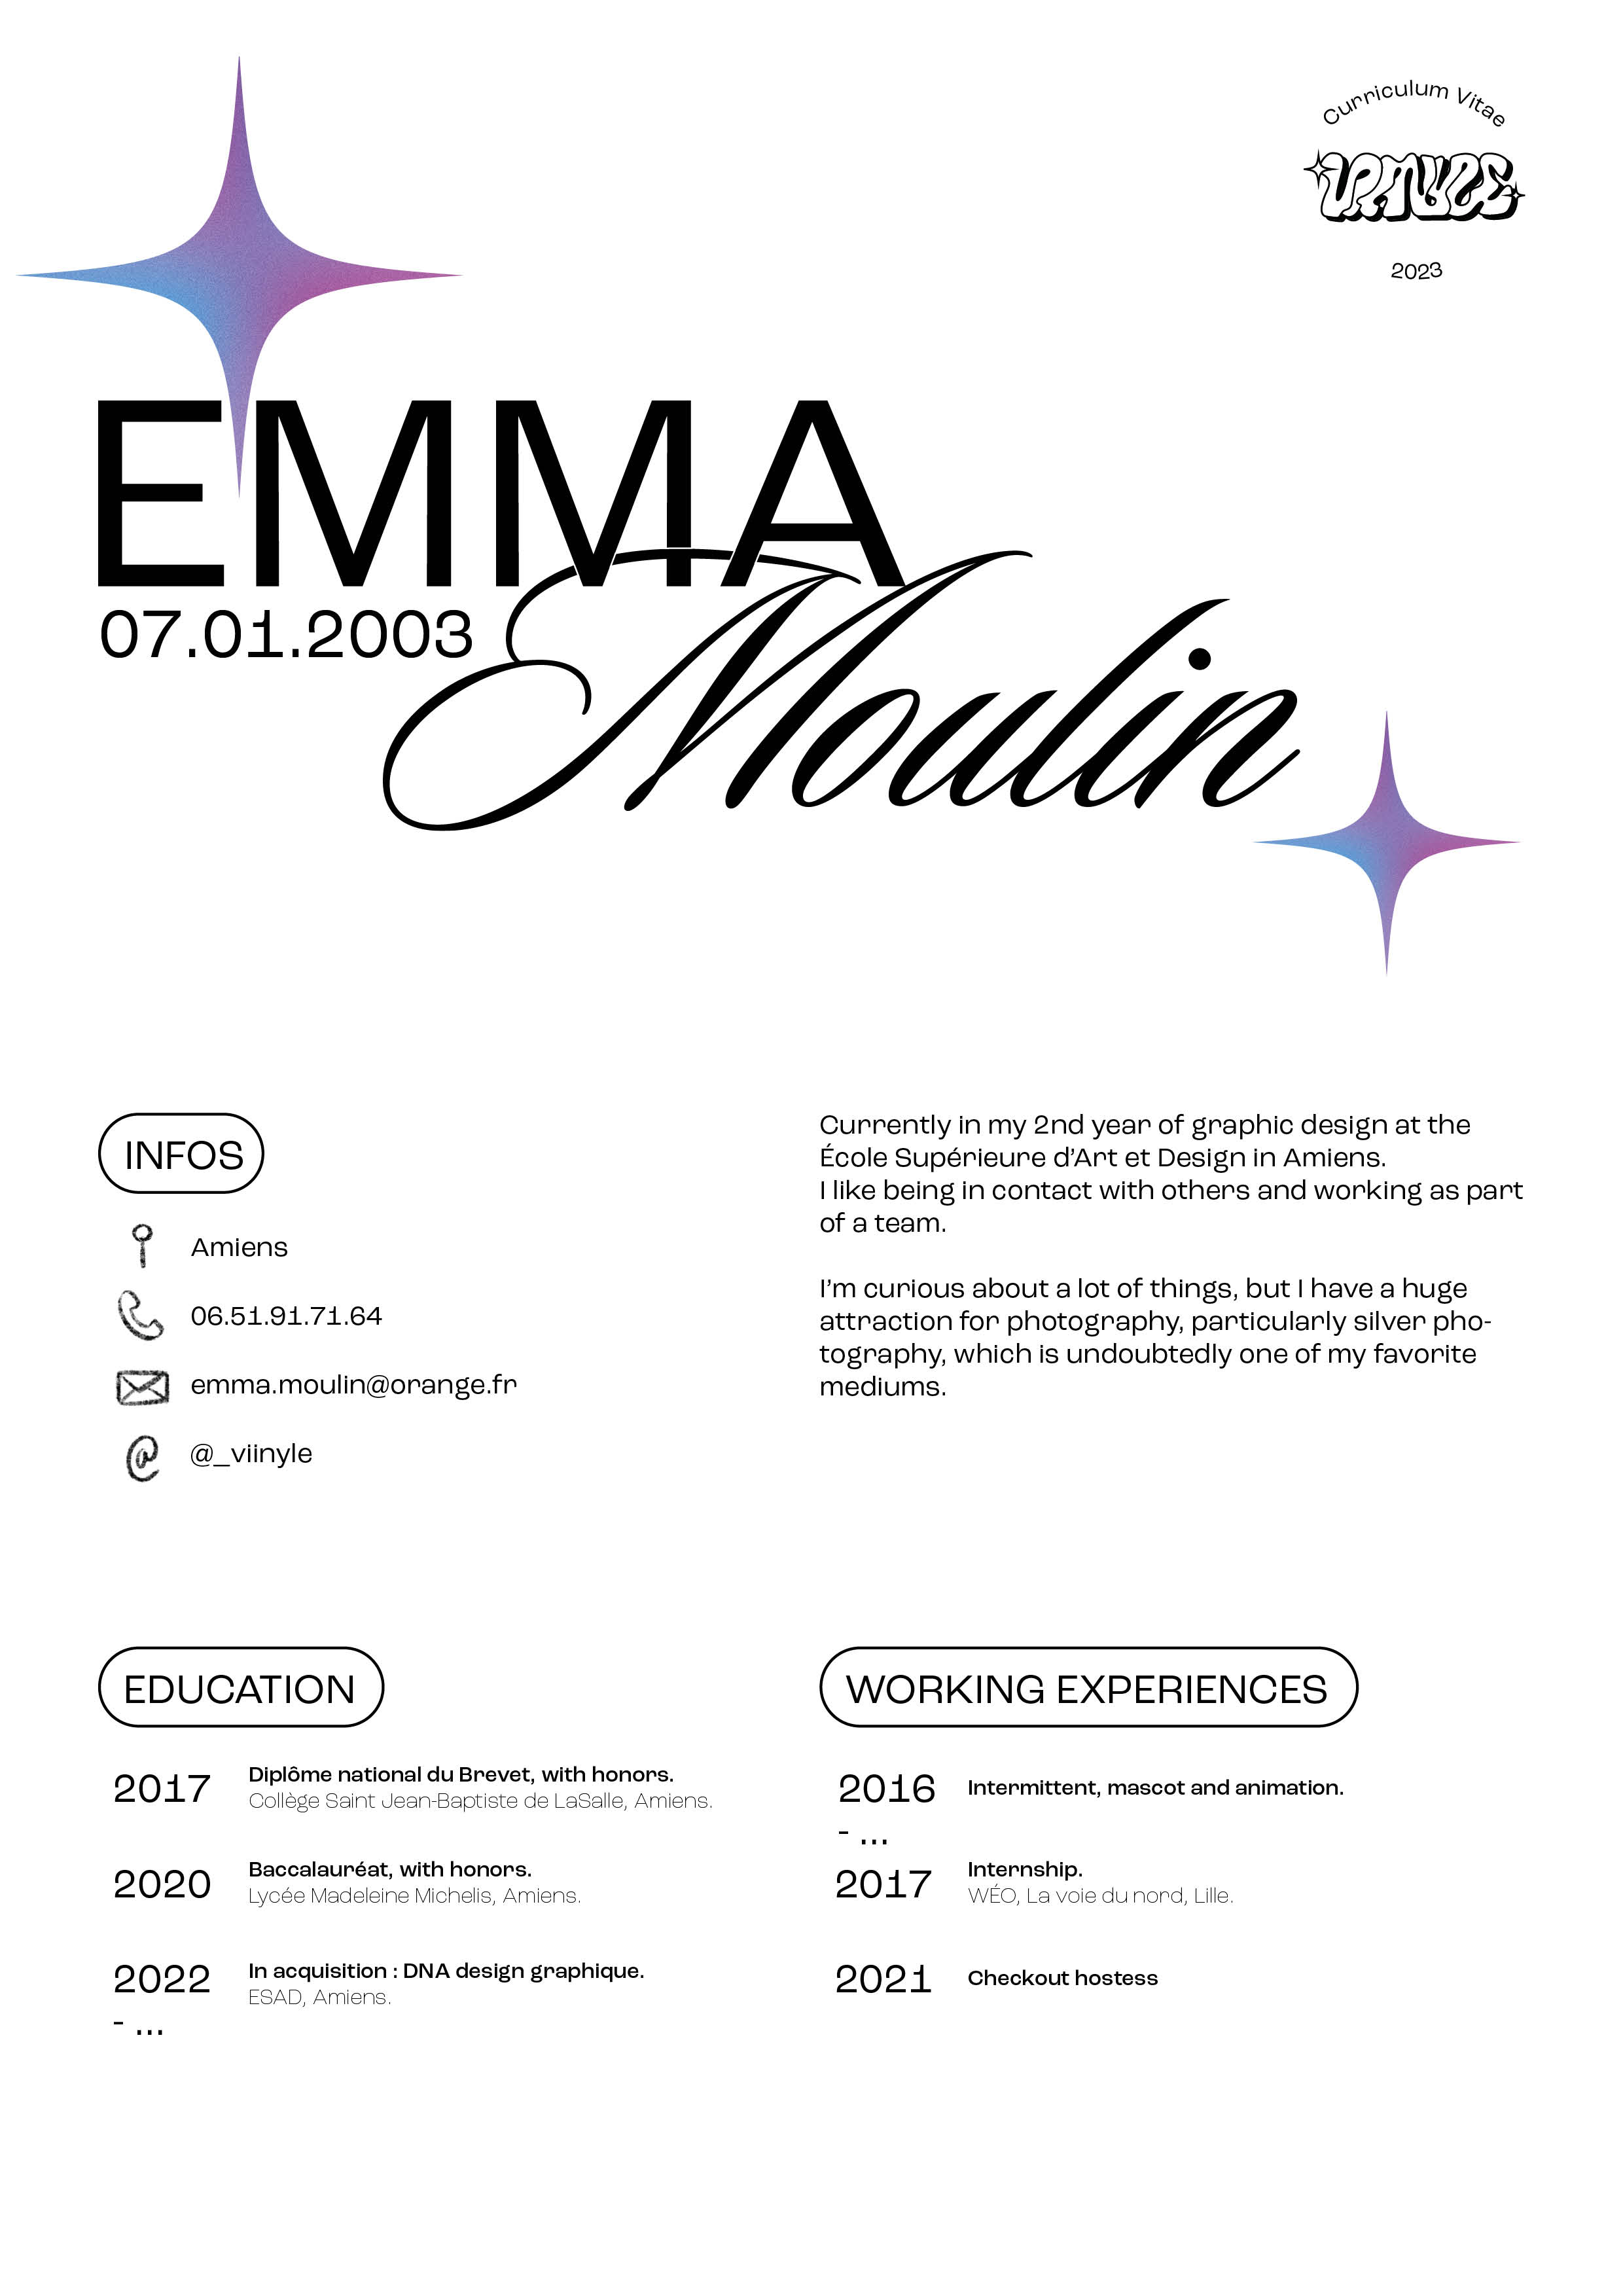 Curriculum Vitae
2023
EMMA
07.01.2003
Moulin
INFOS
Amiens
06.51.91.71.64
emma.moulin@orange.fr
@_viinyle
Currently in my 2nd year of graphic design at the
École Supérieure d’Art et Design in Amiens.
I like being in contact with others and working as part
of a team.
I’m curious about a lot of things, but I have a huge
attraction for photography, particularly silver pho-
tography, which is undoubtedly one of my favorite
mediums.
EDUCATION
2017
Diplôme national du Brevet, with honors.
Collège Saint Jean-Baptiste de LaSalle, Amiens.
2020
Baccalauréat, with honors.
Lycée Madeleine Michelis, Amiens.
2022
- ...
In acquisition : DNA design graphique.
ESAD, Amiens.
WORKING EXPERIENCES
2016
- ...
Intermittent, mascot and animation.
2017
Internship.
WÉO, La voie du nord, Lille.
2021
Checkout hostess